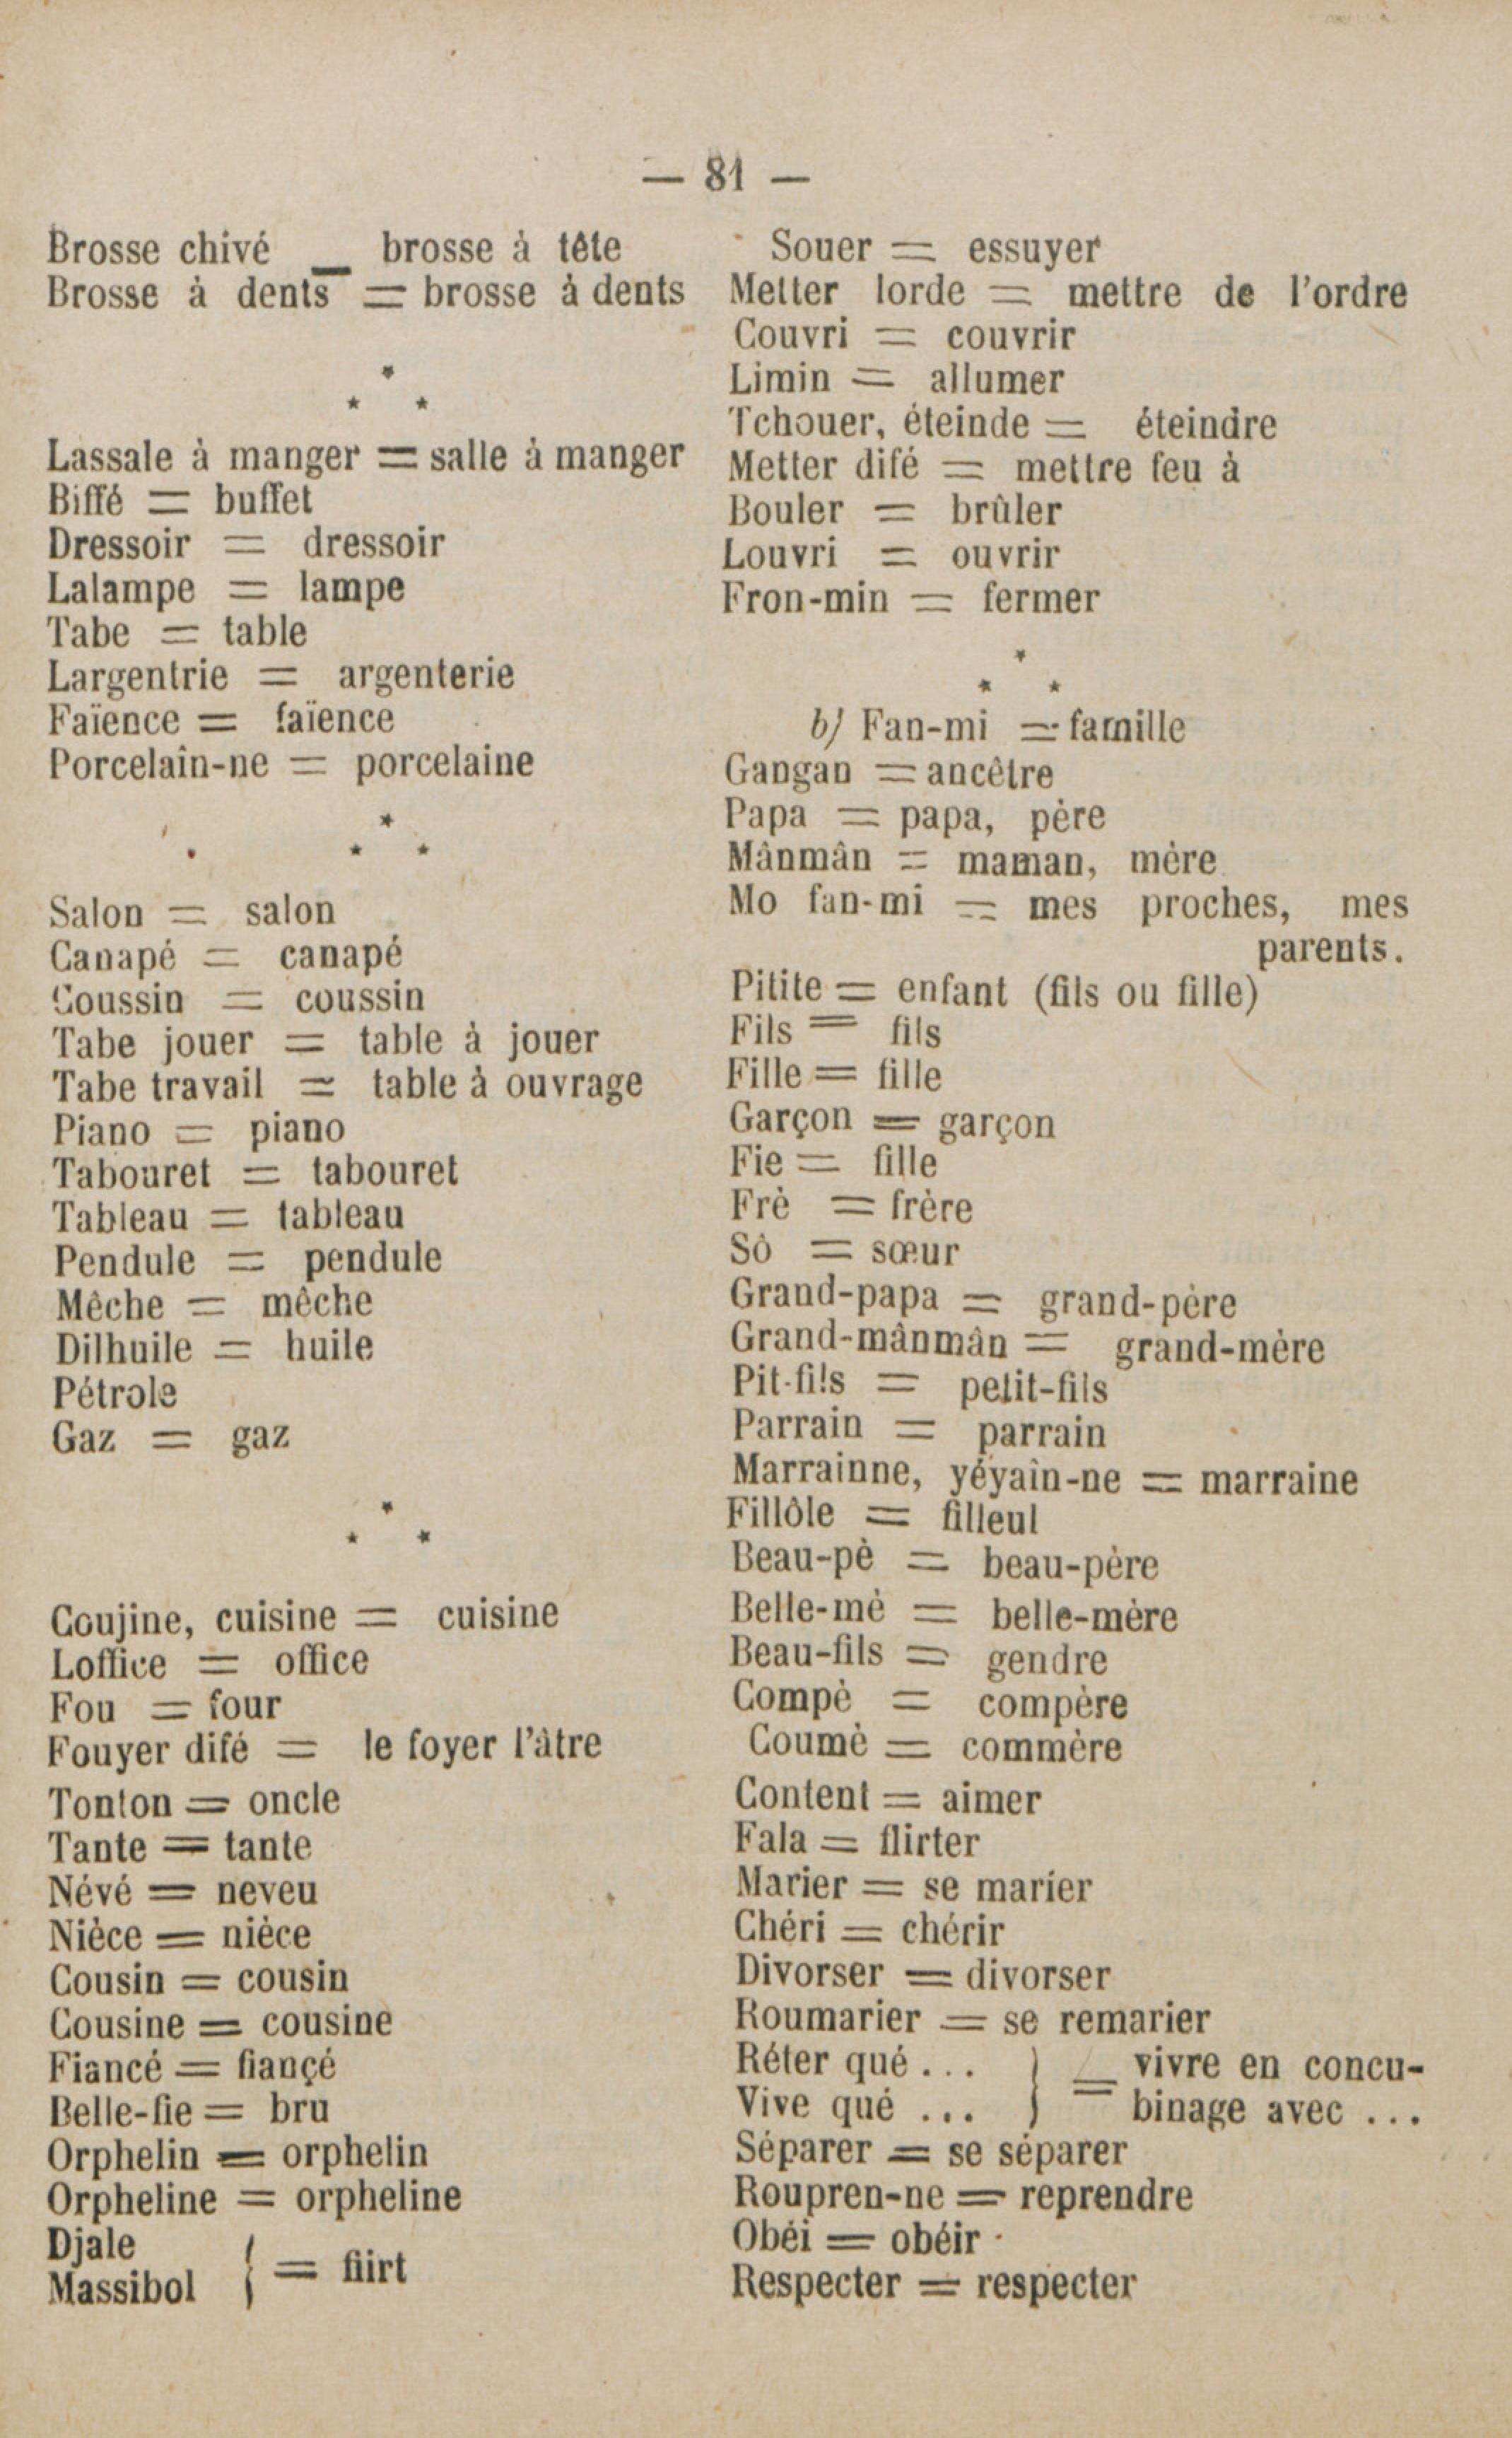 — 81 —
Brosse chivé _ brosse à tête
Brosse à dents = brosse à dents
* * *
Lassale à manger = salle à manger
Biffé = buffet
Dressoir = dressoir
Lalampe = lampe
Tabe = table
Largentrie = argenterie
Faïence = faïence
Porcelain-ne = porcelaine
* * *
Salon = salon
Canapé = canapé
Coussin = coussin
Tabe jouer = table à jouer
Tabe travail = table à ouvrage
Piano = piano
Tabouret = tabouret
Tableau = tableau
Pendule = pendule
Mêche = mêche
Dilhuile = huile
Pétrole
Gaz = gaz
* * *
Coujine, cuisine = cuisine
Loffice = office
Fou = four
Fouyer difé = le foyer l'âtre
Tonton = oncle
Tante = tante
Névé = neveu
Nièce = nièce
Cousin = cousin
Cousine = cousine
Fiancé = fiançé
Belle-fie = bru
Orphelin = orphelin
Orpheline = orpheline
Djale
Massibol } = flirt
Souer = essuyer
Metter lorde = mettre de l'ordre
Couvri = couvrir
Limin = allumer
Tchouer, éteinde = éteindre
Metter difé = mettre feu à
Bouler = brûler
Louvri = ouvrir
Fron-min = fermer
* * *
b) Fan-mi = famille
Gangan = ancêtre
Papa = papa, père
Mânmân = maman, mère
Mo fan-mi = mes proches, mes
parents.
Pitite = enfant (fils ou fille)
Fils = fils
Fille = fille
Garçon = garçon
Fie = fille
Frè = frère
Sô = sœur
Grand-papa = grand-père
Grand-mânmân = grand-mère
Pit-fils = petit-fils
Parrain = parrain
Marrainne, yéyain-ne = marraine
Fillôle = filleul
Beau-pè = beau-père
Belle-mè = belle-mère
Beau-fils = gendre
Compè = compère
Coumè = commère
Content = aimer
Fala = flirter
Marier = se marier
Chéri = chérir
Divorser = divorser
Roumarier = se remarier
Réter qué ... } = vivre en concu-
Vive qué ... binage avec ...
Séparer = se séparer
Roupren-ne = reprendre
Obéi = obéir
Respecter = respecter